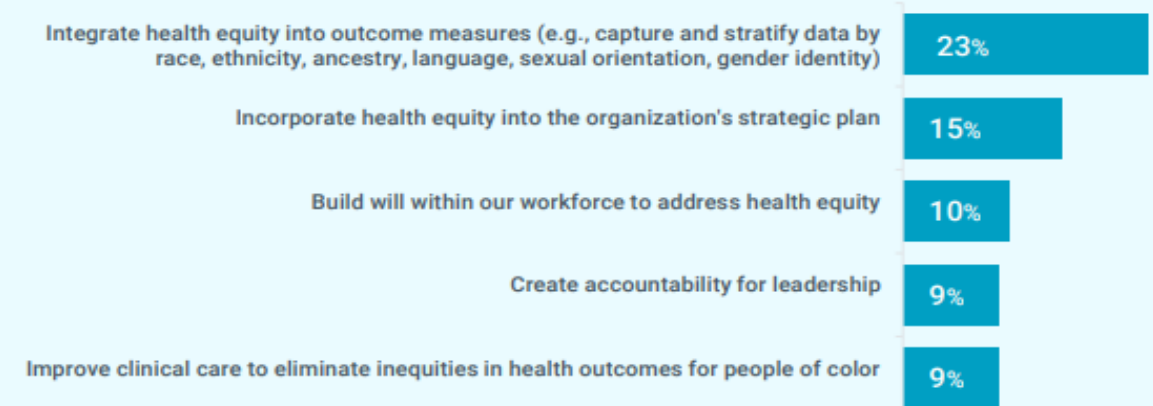 Integrate health equity into outcome measures (e.g., capture and stratify data by
race, ethnicity, ancestry, language, sexual orientation, gender identity)
23%
Incorporate health equity into the organization's strategic plan
15%
Build will within our workforce to address health equity
10%
Create accountability for leadership
9%
Improve clinical care to eliminate inequities in health outcomes for people of color
9%